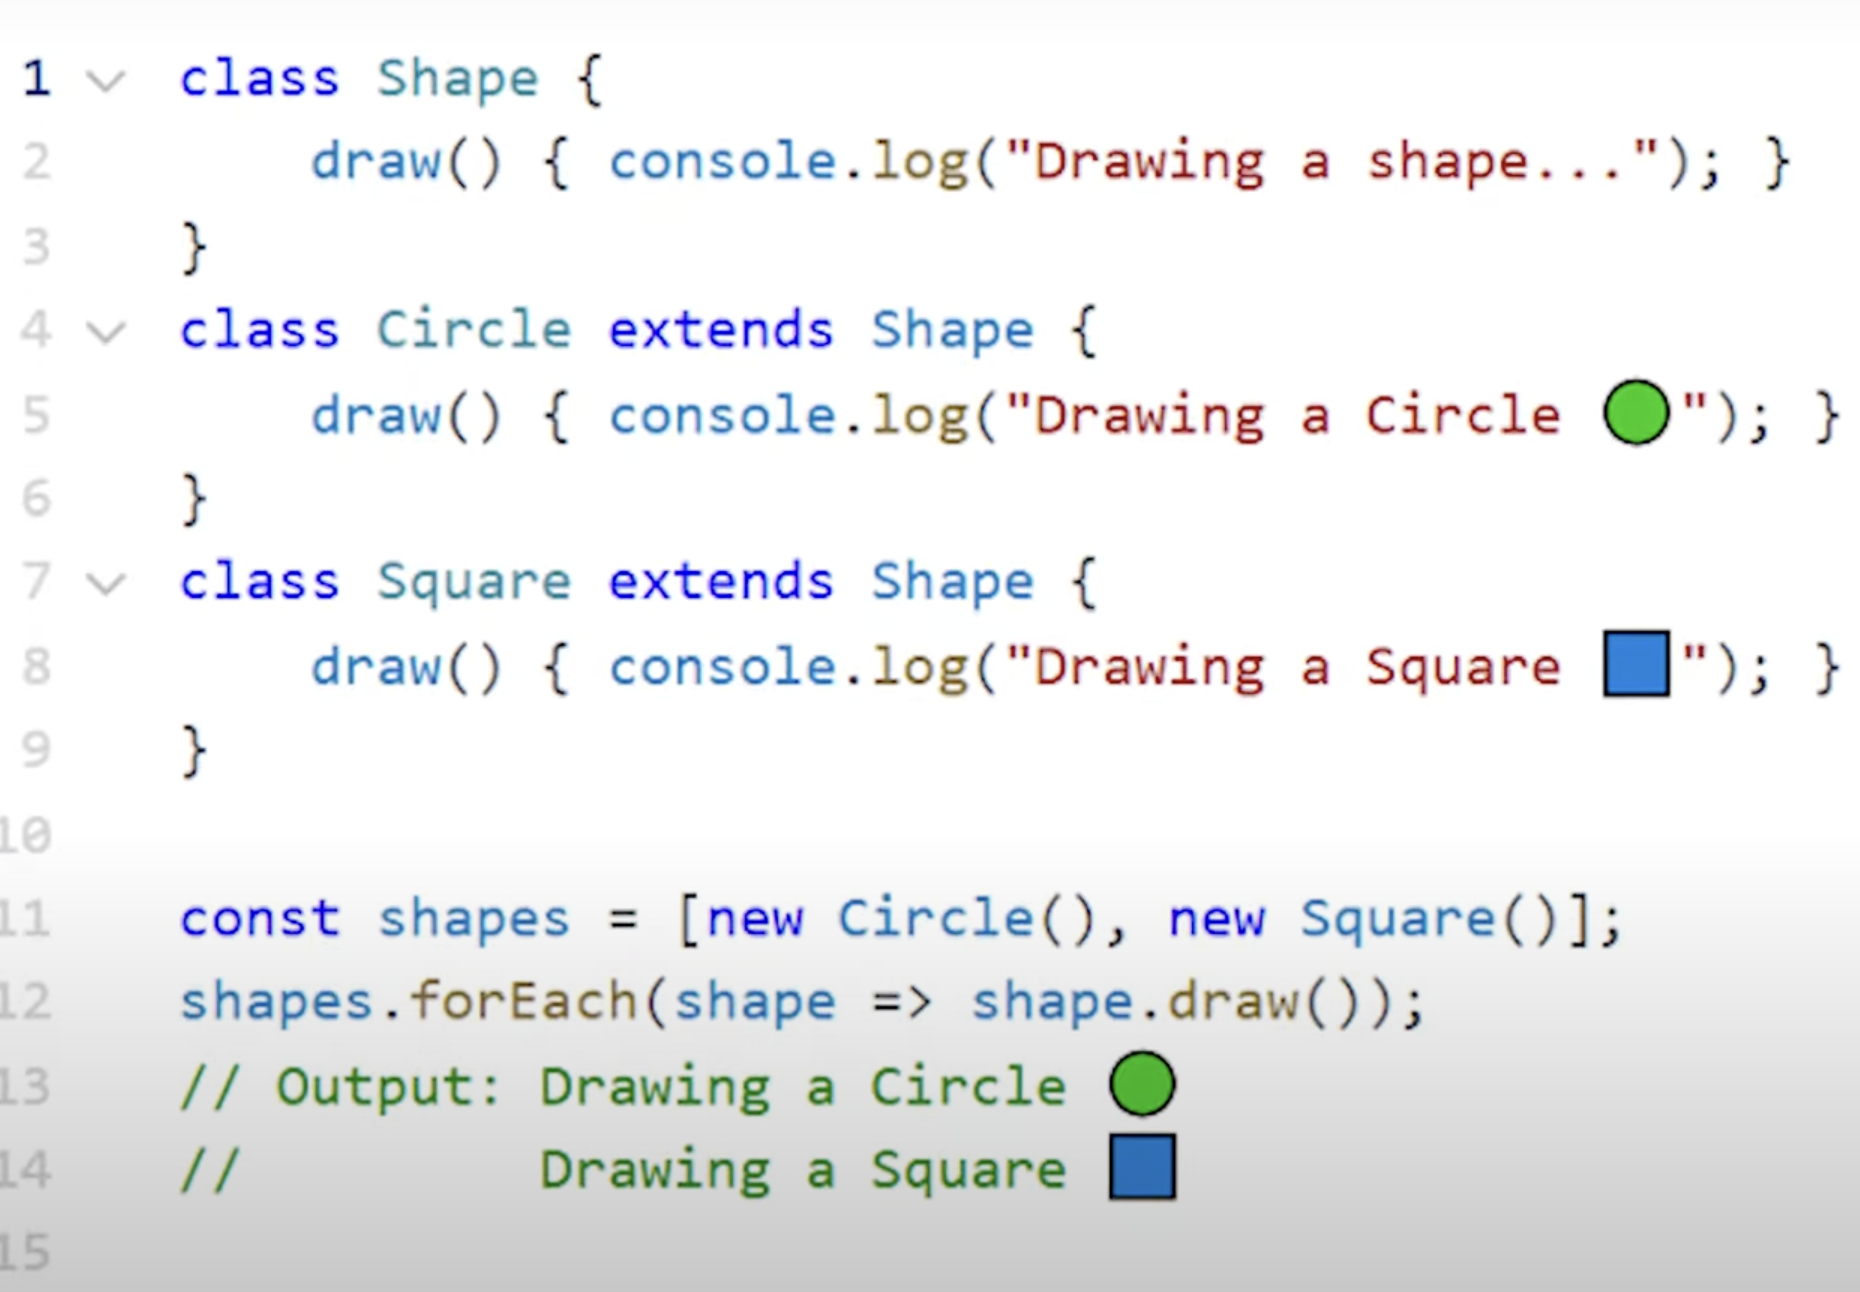 1 class Shape {
2 draw() { console.log("Drawing a shape..."); }
3 }
4 class Circle extends Shape {
5 draw() { console.log("Drawing a Circle 🟢"); }
6 }
7 class Square extends Shape {
8 draw() { console.log("Drawing a Square 🟦"); }
9 }
10
11 const shapes = [new Circle(), new Square()];
12 shapes.forEach(shape => shape.draw());
13 // Output: Drawing a Circle 🟢
14 //         Drawing a Square 🟦
15